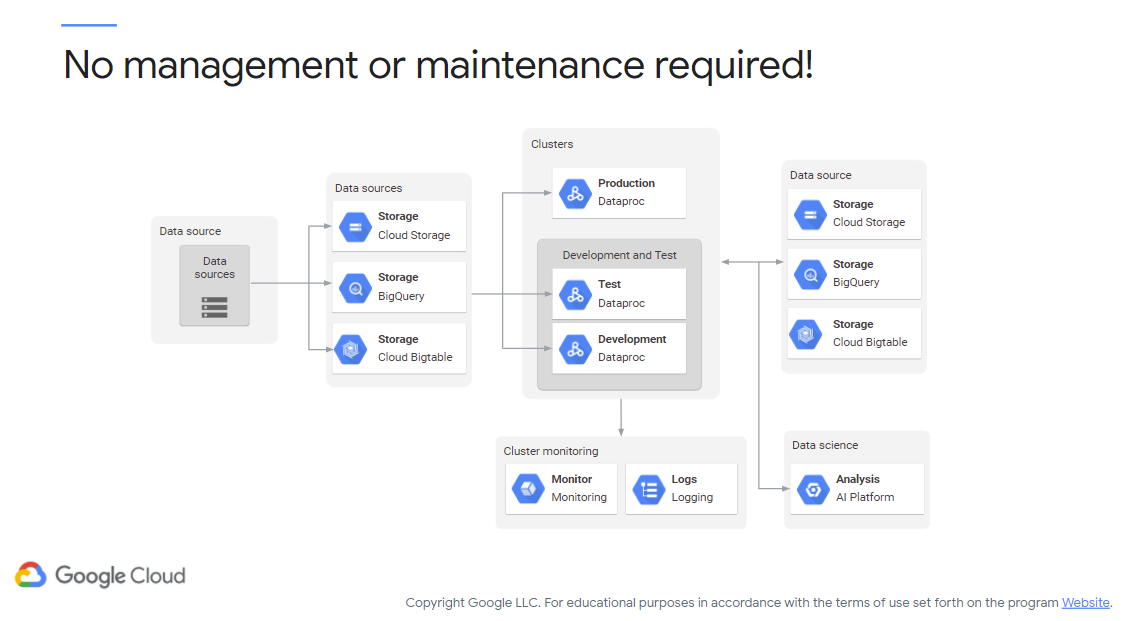 No management or maintenance required!
Data source
Data
sources
Data sources
Storage
Cloud Storage
Storage
BigQuery
Storage
Cloud Bigtable
Clusters
Production
Dataproc
Development and Test
Test
Dataproc
Development
Dataproc
Cluster monitoring
Monitor
Monitoring
Logs
Logging
Data source
Storage
Cloud Storage
Storage
BigQuery
Storage
Cloud Bigtable
Data science
Analysis
AI Platform
Google Cloud
Copyright Google LLC. For educational purposes in accordance with the terms of use set forth on the program Website.